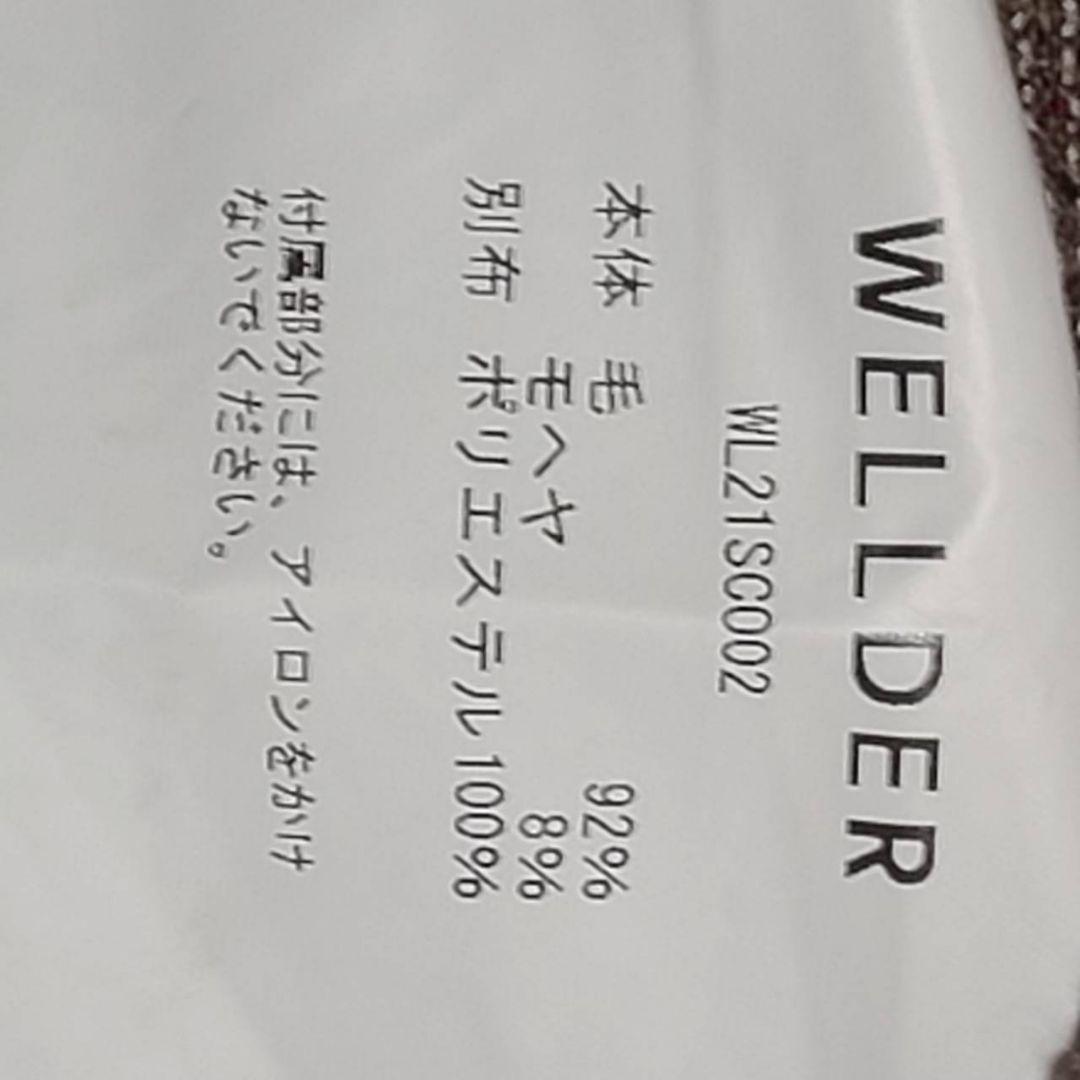 WELLDER
WL21SC002
本体 毛 92%
モヘヤ 8%
別布 ポリエステル100%
付属部分には、アイロンをかけ
ないでください。